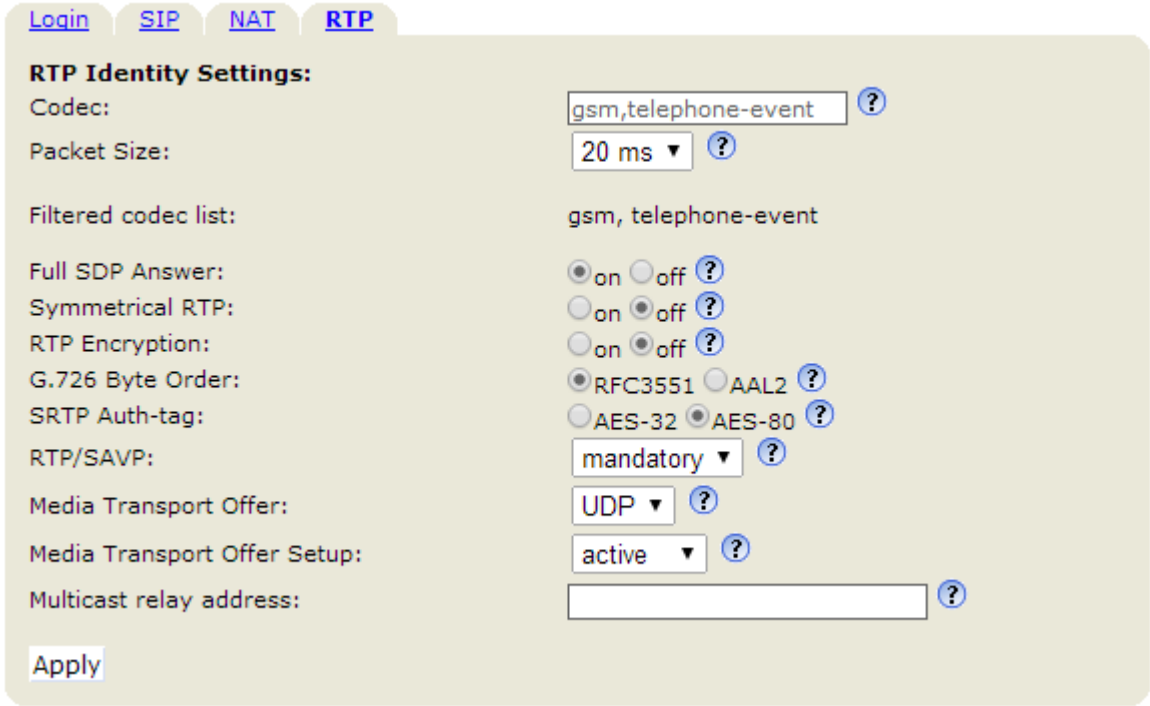 Login SIP NAT RTP
RTP Identity Settings:
Codec: gsm,telephone-event ?
Packet Size: 20 ms ?
Filtered codec list: gsm, telephone-event
Full SDP Answer: on off ?
Symmetrical RTP: on off ?
RTP Encryption: on off ?
G.726 Byte Order: RFC3551 AAL2 ?
SRTP Auth-tag: AES-32 AES-80 ?
RTP/SAVP: mandatory ?
Media Transport Offer: UDP ?
Media Transport Offer Setup: active ?
Multicast relay address: ?
Apply